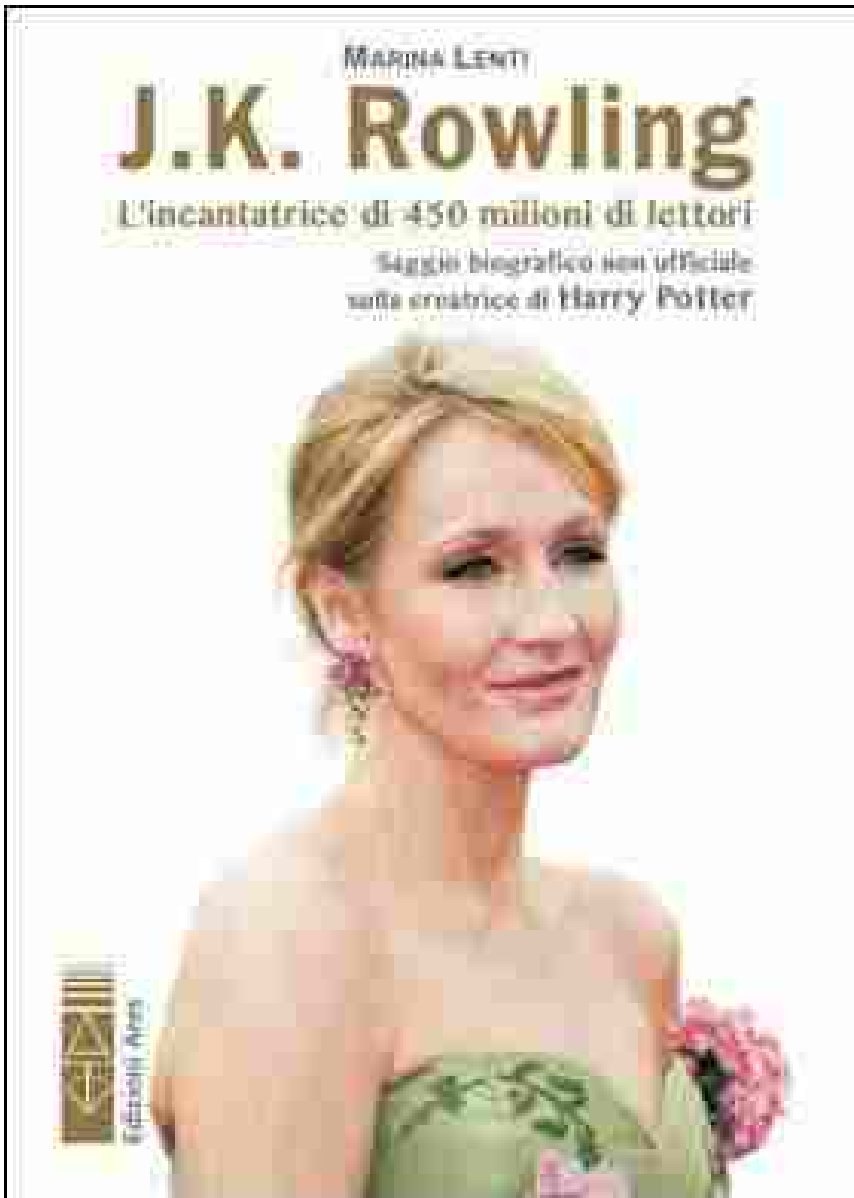 MARINA LENTI
J.K. Rowling
L'incantatrice di 450 milioni di lettori
Saggio biografico non ufficiale
sulla creatrice di Harry Potter
Edizioni Ares